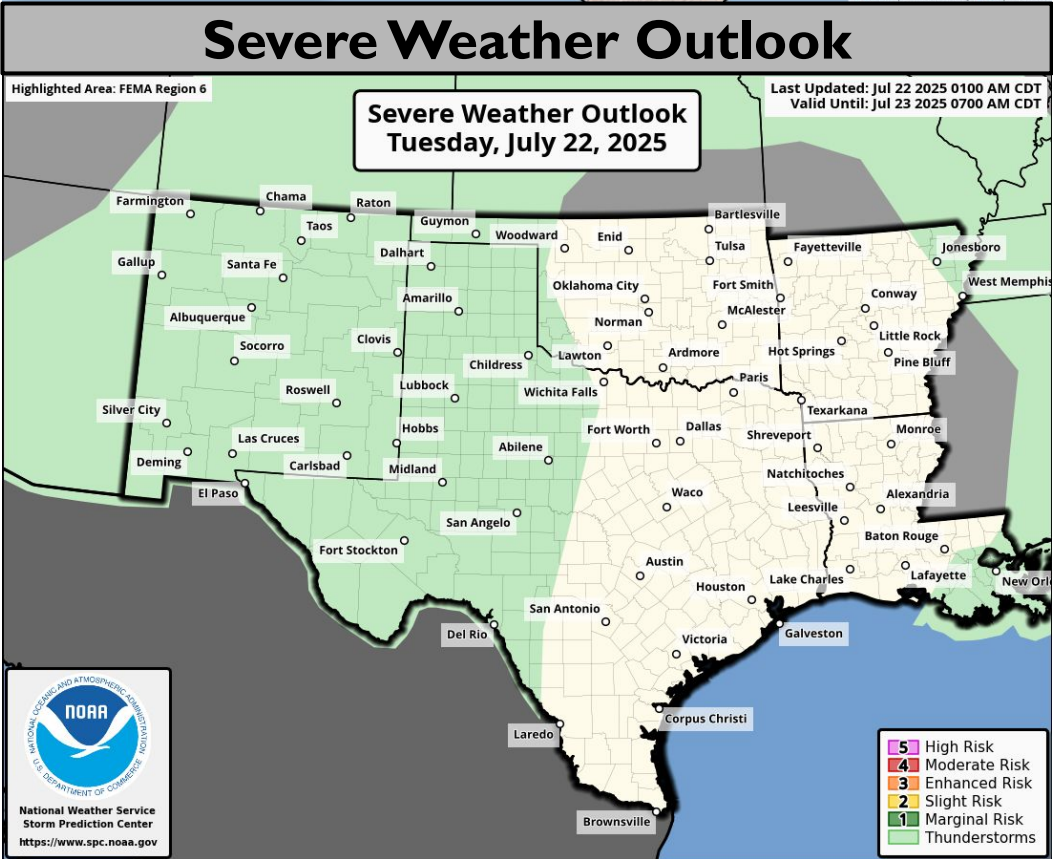 Severe Weather Outlook
Highlighted Area: FEMA Region 6
Last Updated: Jul 22 2025 0100 AM CDT
Valid Until: Jul 23 2025 0700 AM CDT
Severe Weather Outlook
Tuesday, July 22, 2025
Farmington
Chama
Raton
Taos
Guymon
Woodward
Enid
Bartlesville
Tulsa
Fayetteville
Jonesboro
Gallup
Santa Fe
Dalhart
Oklahoma City
Fort Smith
Conway
West Memphis
Albuquerque
Amarillo
Norman
McAlester
Socorro
Clovis
Childress
Lawton
Ardmore
Hot Springs
Little Rock
Pine Bluff
Roswell
Lubbock
Wichita Falls
Paris
Silver City
Texarkana
Las Cruces
Hobbs
Abilene
Fort Worth
Dallas
Shreveport
Monroe
Deming
Carlsbad
Midland
Natchitoches
El Paso
San Angelo
Waco
Leesville
Alexandria
Fort Stockton
Baton Rouge
Austin
Houston
Lake Charles
Lafayette
New Orl
San Antonio
Del Rio
Victoria
Galveston
Laredo
Corpus Christi
Brownsville
NATIONAL OCEANIC AND ATMOSPHERIC ADMINISTRATION
NOAA
U.S. DEPARTMENT OF COMMERCE
National Weather Service
Storm Prediction Center
https://www.spc.noaa.gov
5 High Risk
4 Moderate Risk
3 Enhanced Risk
2 Slight Risk
1 Marginal Risk
Thunderstorms